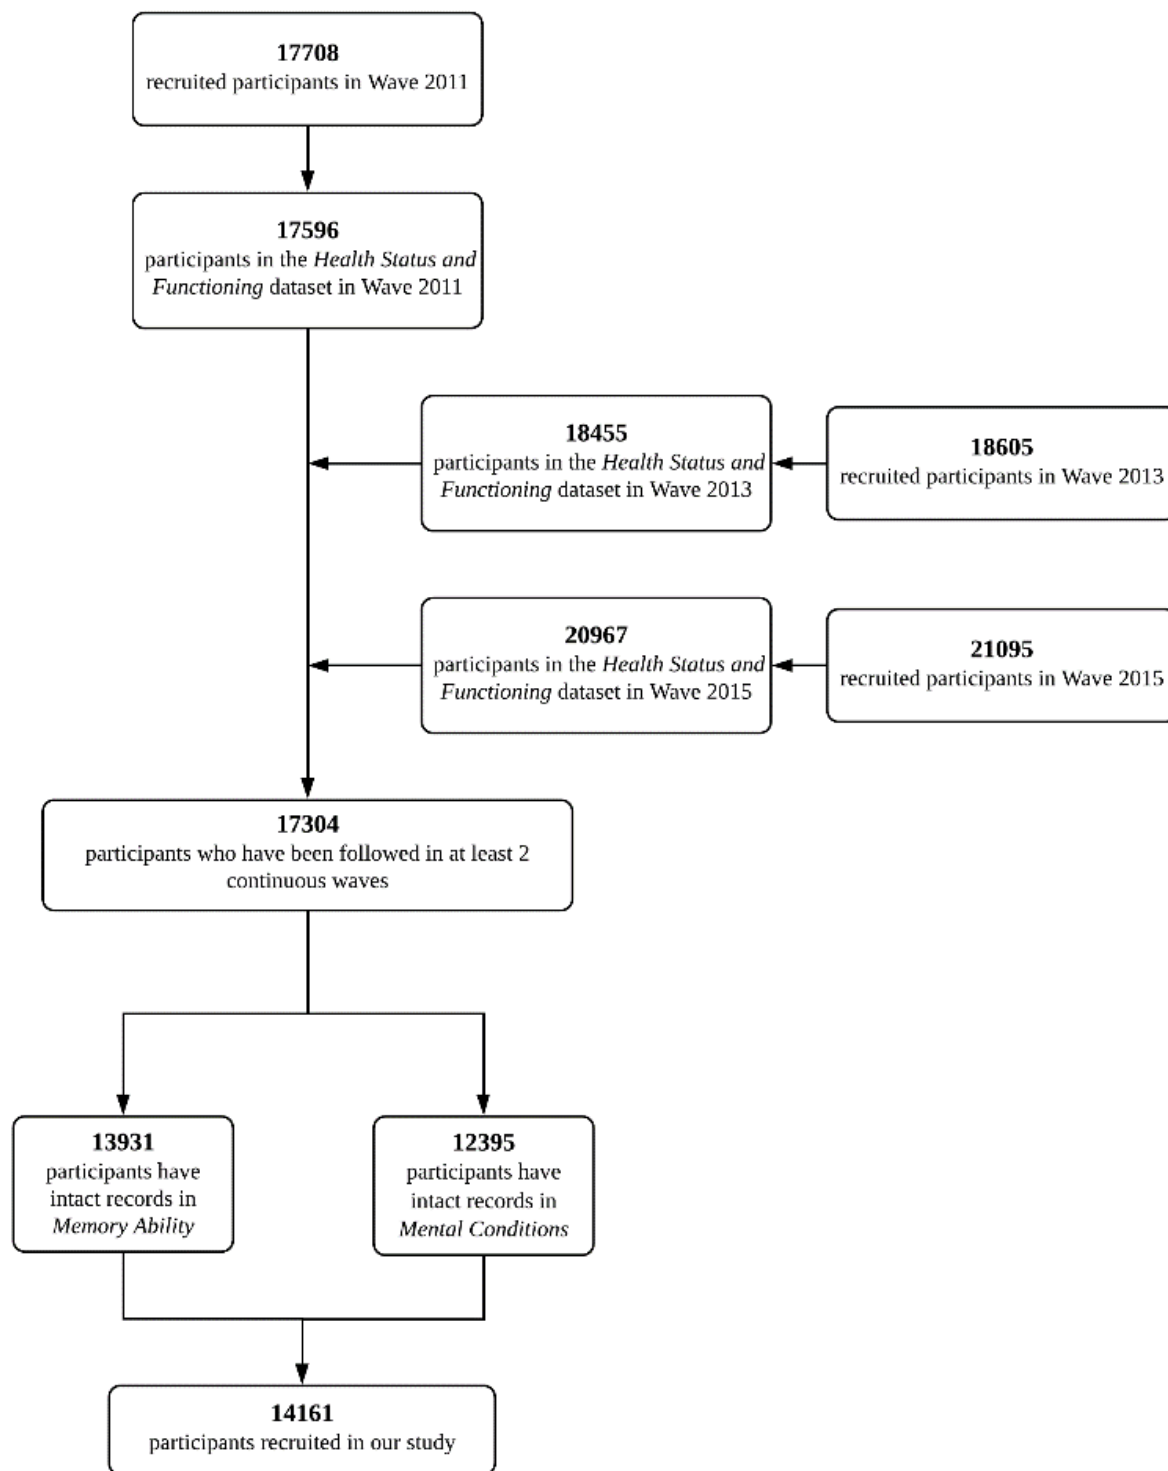 17708
recruited participants in Wave 2011
17596
participants in the Health Status and
Functioning dataset in Wave 2011
18455
participants in the Health Status and
Functioning dataset in Wave 2013
18605
recruited participants in Wave 2013
20967
participants in the Health Status and
Functioning dataset in Wave 2015
21095
recruited participants in Wave 2015
17304
participants who have been followed in at least 2
continuous waves
13931
participants have
intact records in
Memory Ability
12395
participants have
intact records in
Mental Conditions
14161
participants recruited in our study